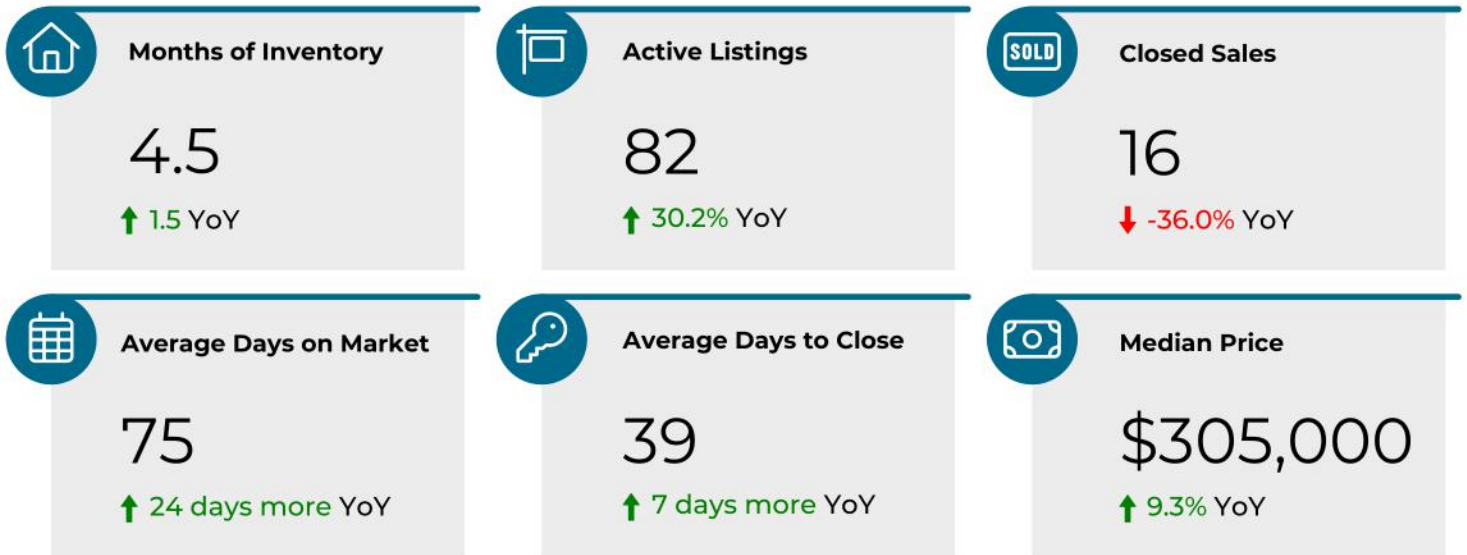 Months of Inventory
4.5
1.5 YoY
Active Listings
82
30.2% YoY
SOLD
Closed Sales
16
-36.0% YoY
Average Days on Market
75
24 days more YoY
Average Days to Close
39
7 days more YoY
Median Price
$305,000
9.3% YoY